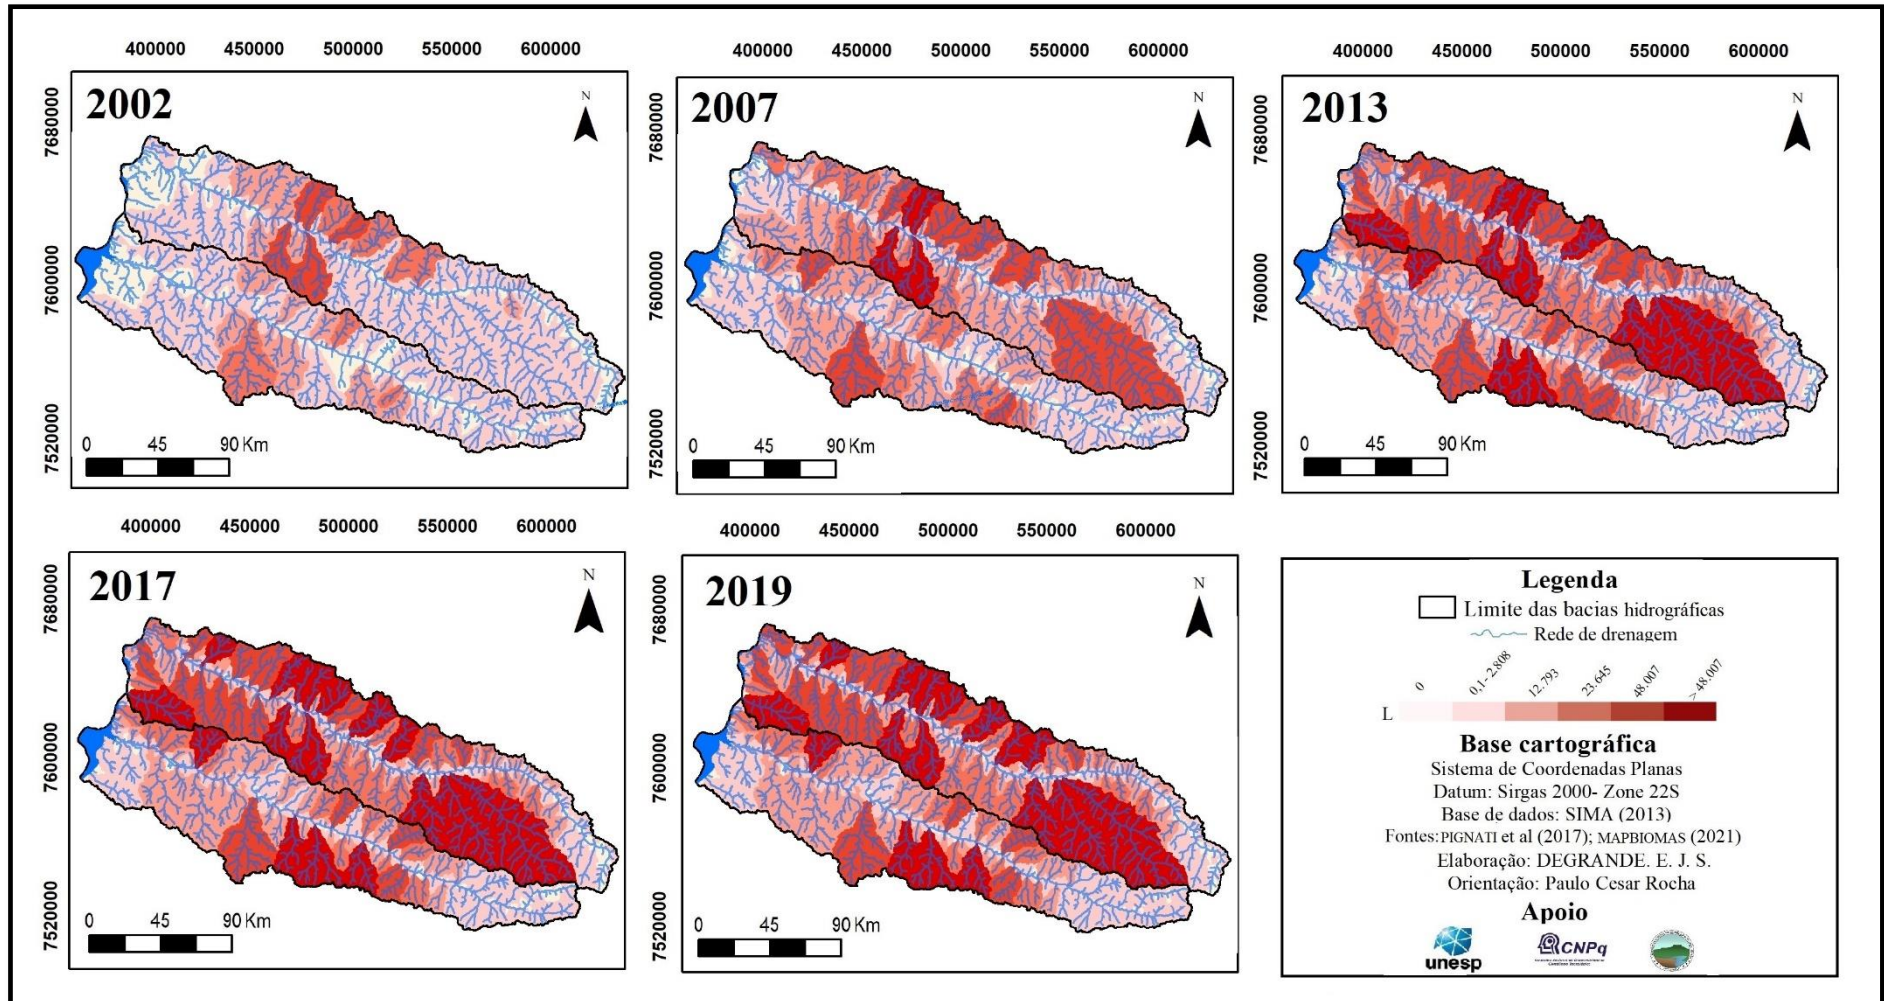 400000 450000 500000 550000 600000
400000 450000 500000 550000 600000
400000 450000 500000 550000 600000
2002
N
7680000
7600000
7520000
0 45 90 Km
2007
N
7680000
7600000
7520000
0 45 90 Km
2013
N
7680000
7600000
7520000
0 45 90 Km
400000 450000 500000 550000 600000
400000 450000 500000 550000 600000
2017
N
7680000
7600000
7520000
0 45 90 Km
2019
N
7680000
7600000
7520000
0 45 90 Km
Legenda
Limite das bacias hidrográficas
Rede de drenagem
0 0,1- 2.808 12.793 23.645 48.007 > 48.007
L
Base cartográfica
Sistema de Coordenadas Planas
Datum: Sirgas 2000- Zone 22S
Base de dados: SIMA (2013)
Fontes:PIGNATI et al (2017); MAPBIOMAS (2021)
Elaboração: DEGRANDE. E. J. S.
Orientação: Paulo Cesar Rocha
Apoio
unesp
CNPq